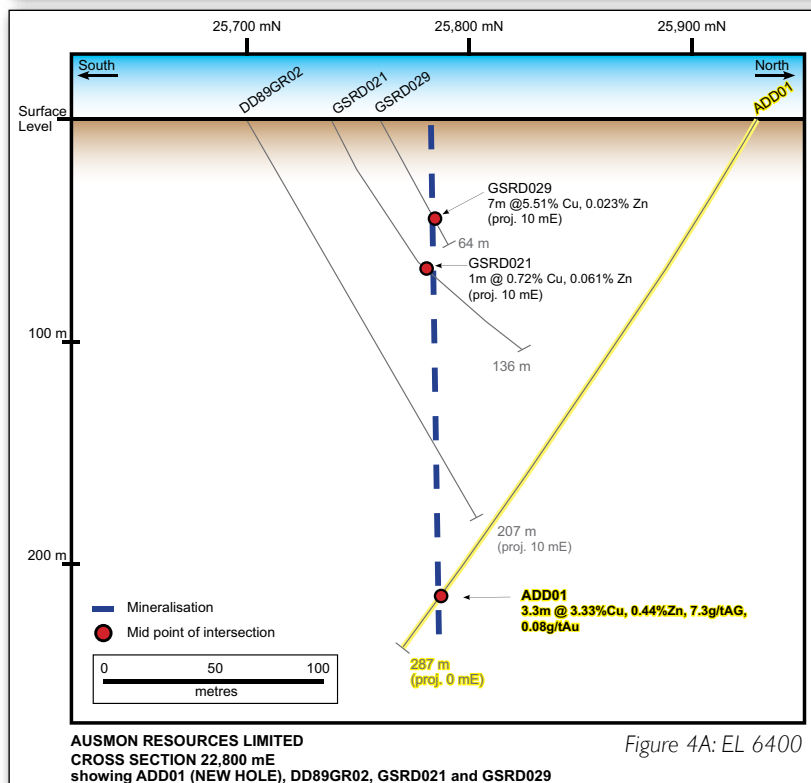 25,700 mN
25,800 mN
25,900 mN
South
North
DD89GR02
GSRD021
GSRD029
ADD01
Surface
Level
GSRD029
7m @5.51% Cu, 0.023% Zn
(proj. 10 mE)
64 m
GSRD021
1m @ 0.72% Cu, 0.061% Zn
(proj. 10 mE)
100 m
136 m
207 m
(proj. 10 mE)
200 m
ADD01
3.3m @ 3.33%Cu, 0.44%Zn, 7.3g/tAG,
0.08g/tAu
Mineralisation
Mid point of intersection
287 m
(proj. 0 mE)
0 50 100
metres
AUSMON RESOURCES LIMITED
CROSS SECTION 22,800 mE
showing ADD01 (NEW HOLE), DD89GR02, GSRD021 and GSRD029
Figure 4A: EL 6400